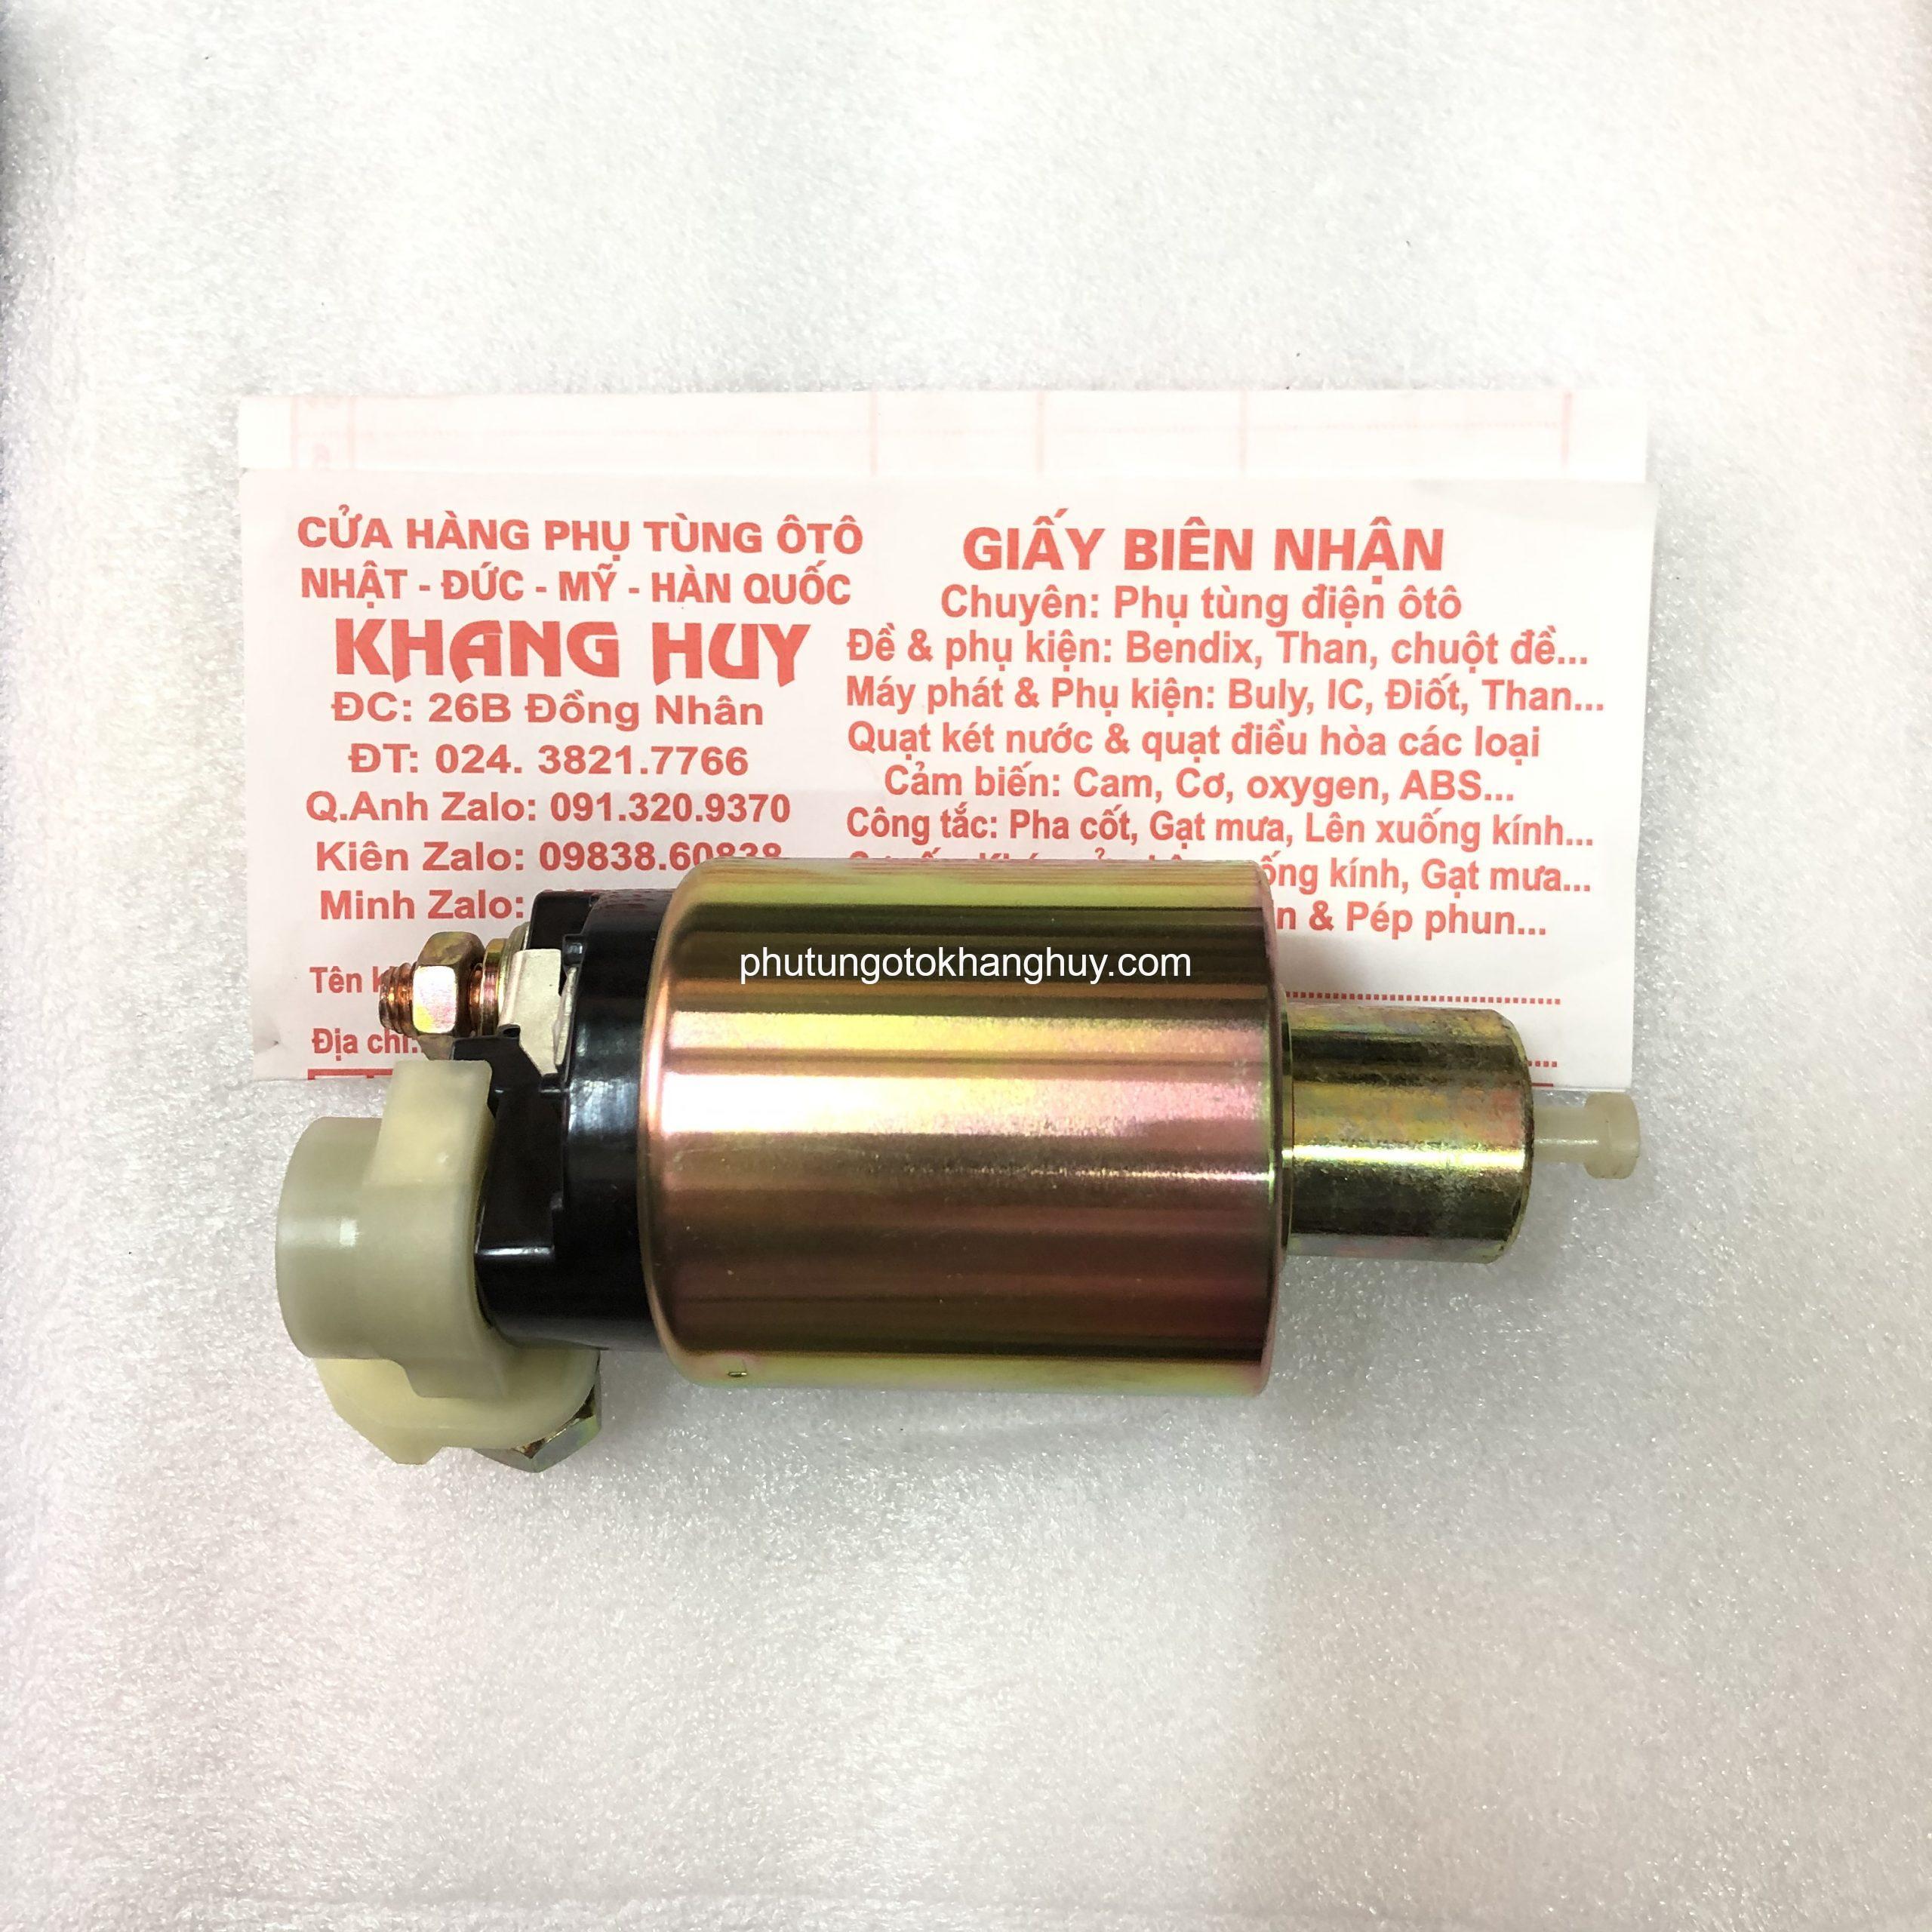 CỬA HÀNG PHỤ TÙNG ÔTÔ
NHẬT - ĐỨC - MỸ - HÀN QUỐC
KHANG HUY
ĐC: 26B Đồng Nhân
ĐT: 024. 3821.7766
Q.Anh Zalo: 091.320.9370
Kiên Zalo: 09838.60838
Minh Zalo:
Tên
Địa chỉ:
GIẤY BIÊN NHẬN
Chuyên: Phụ tùng điện ôtô
Đề & phụ kiện: Bendix, Than, chuột đề...
Máy phát & Phụ kiện: Buly, IC, Điốt, Than...
Quạt két nước & quạt điều hòa các loại
Cảm biến: Cam, Cơ, oxygen, ABS...
Công tắc: Pha cốt, Gạt mưa, Lên xuống kính...
kính, Gạt mưa...
& Pép phun...
phutungotokhanghuy.com